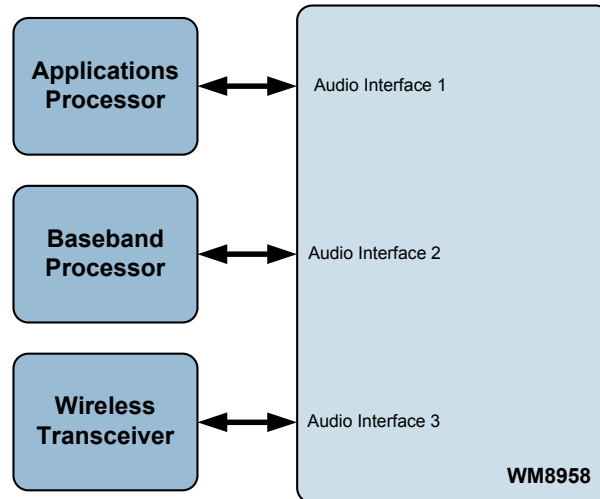 Applications
Processor
Audio Interface 1
Baseband
Processor
Audio Interface 2
Wireless
Transceiver
Audio Interface 3
WM8958